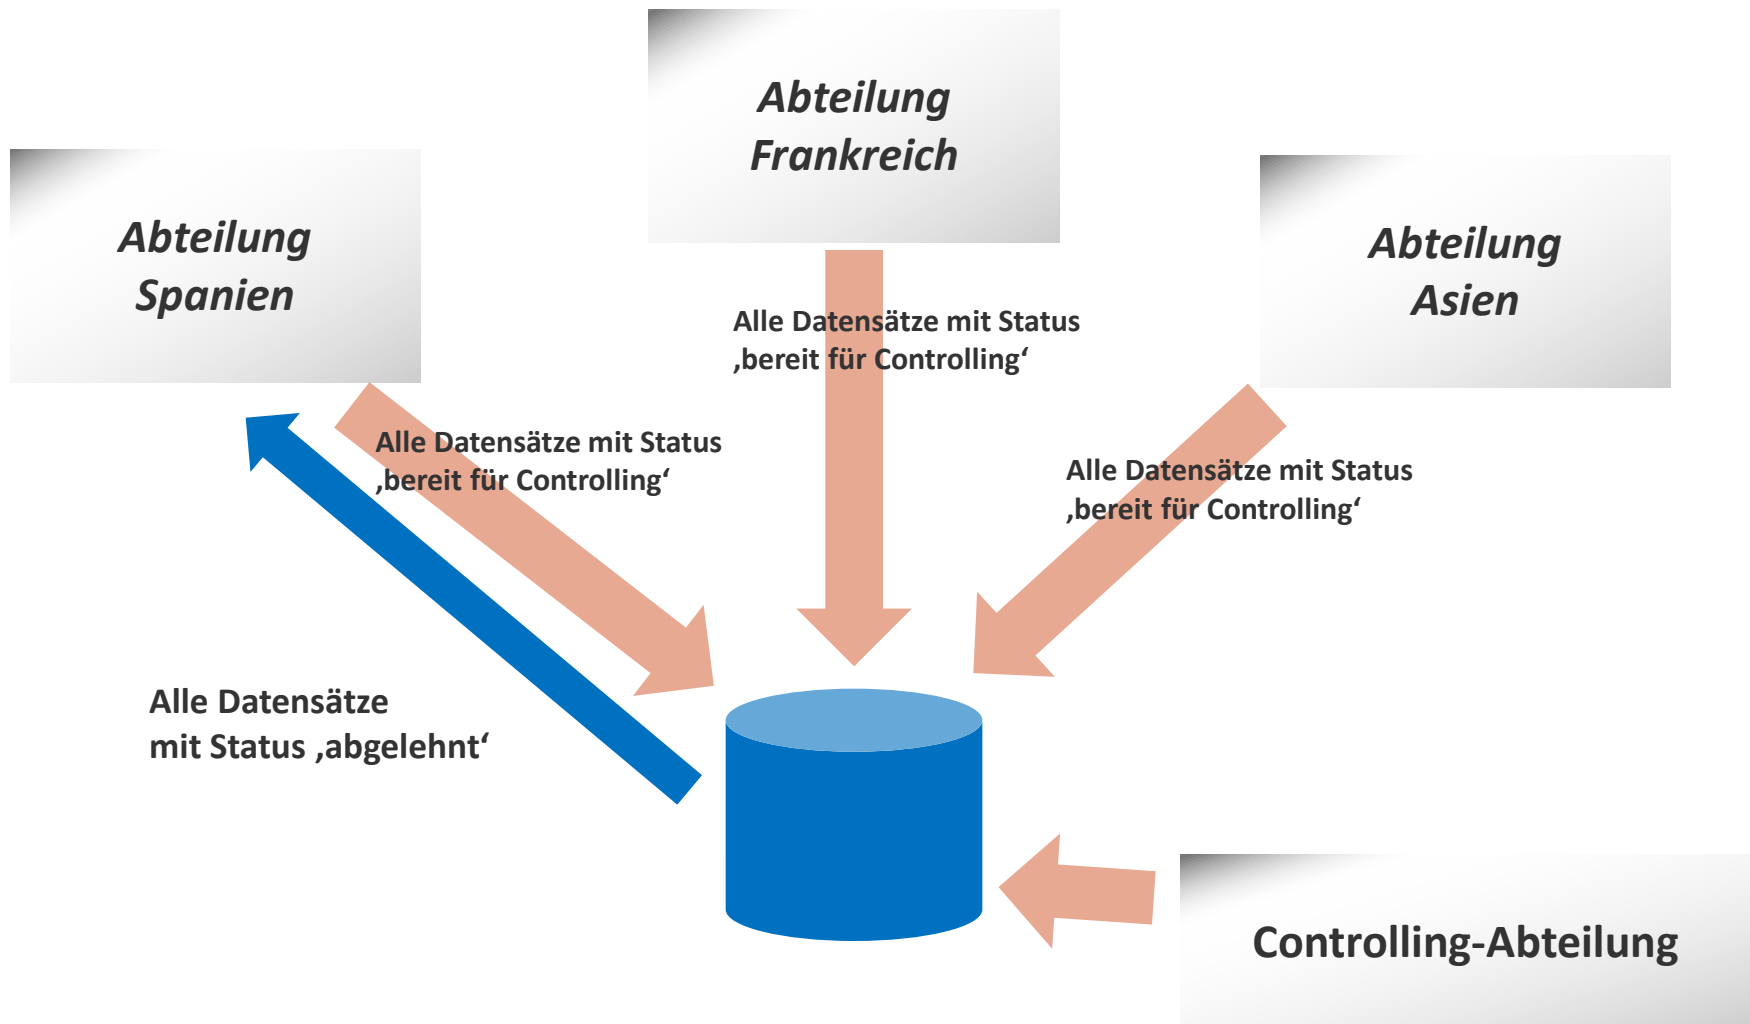 Abteilung
Frankreich
Abteilung
Spanien
Abteilung
Asien
Alle Datensätze mit Status
‚bereit für Controlling‘
Alle Datensätze mit Status
‚bereit für Controlling‘
Alle Datensätze mit Status
‚bereit für Controlling‘
Alle Datensätze
mit Status ‚abgelehnt‘
Controlling-Abteilung